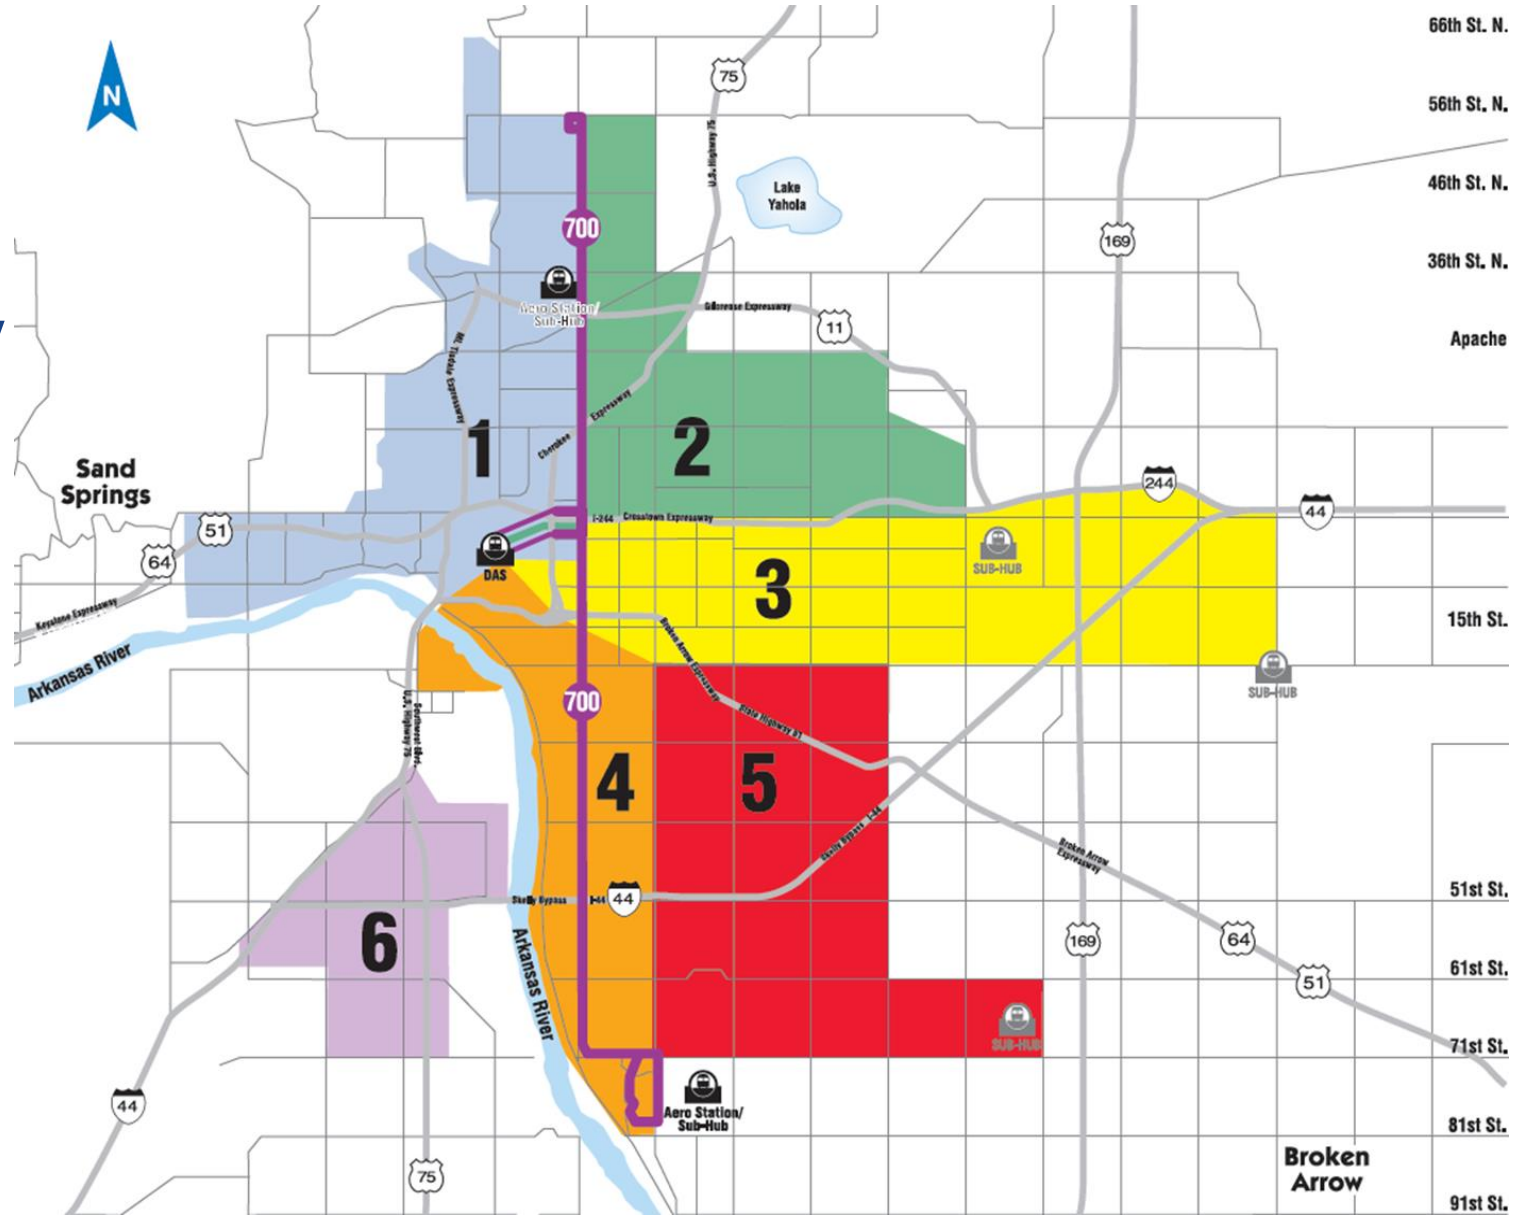 66th St. N.
75
N
56th St. N.
U.S. Highway 75
46th St. N.
Lake
Yahola
700
169
36th St. N.
Aero Station/
Sub-Hub
Gilcrease Expressway
11
Apache
Mt. Tisdale Expressway
Expressway
Cherokee
1
2
Sand
Springs
244
44
51
I-244 Crosstown Expressway
64
DAS
SUB-HUB
3
Keystone Expressway
15th St.
Arkansas River
Broken Arrow Expressway
SUB-HUB
700
U.S. Highway 75
Southwest Blvd.
State Highway 51
4
5
Skelly Bypass I-44
Broken Arrow
Expressway
51st St.
Skelly Bypass
I-44
44
6
169
64
Arkansas River
61st St.
51
SUB-HUB
71st St.
44
Aero Station/
Sub-Hub
81st St.
75
Broken
Arrow
91st St.